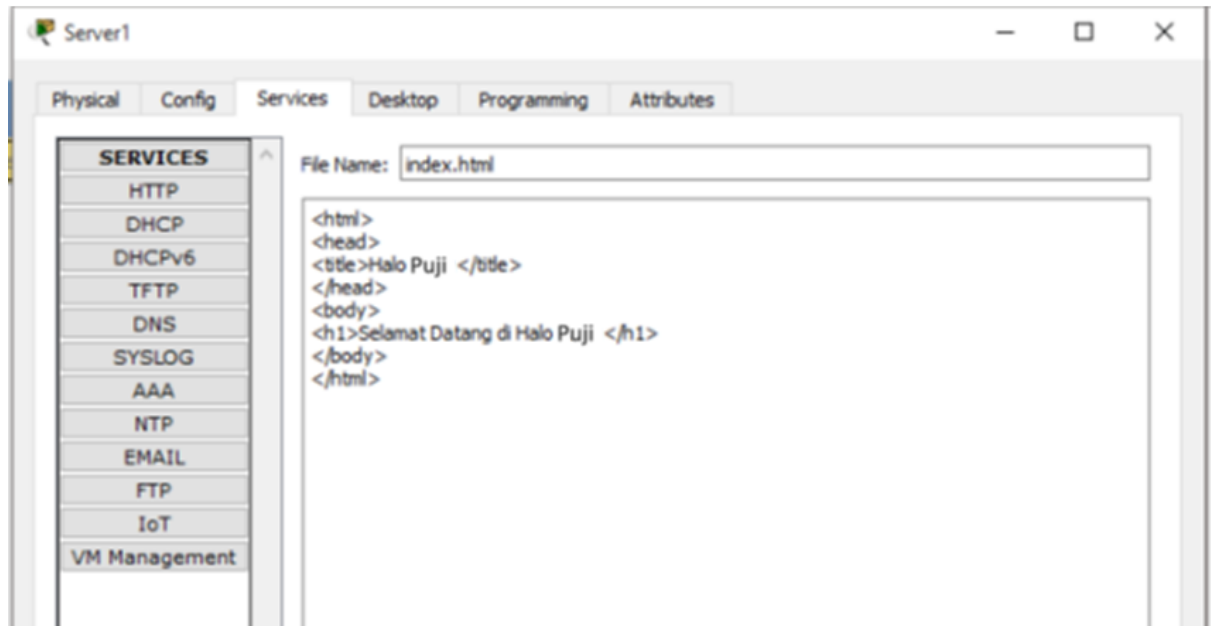 Server1
Physical Config Services Desktop Programming Attributes
SERVICES
HTTP
DHCP
DHCPv6
TFTP
DNS
SYSLOG
AAA
NTP
EMAIL
FTP
IoT
VM Management
File Name: index.html
<html>
<head>
<title>Halo Puji </title>
</head>
<body>
<h1>Selamat Datang di Halo Puji </h1>
</body>
</html>